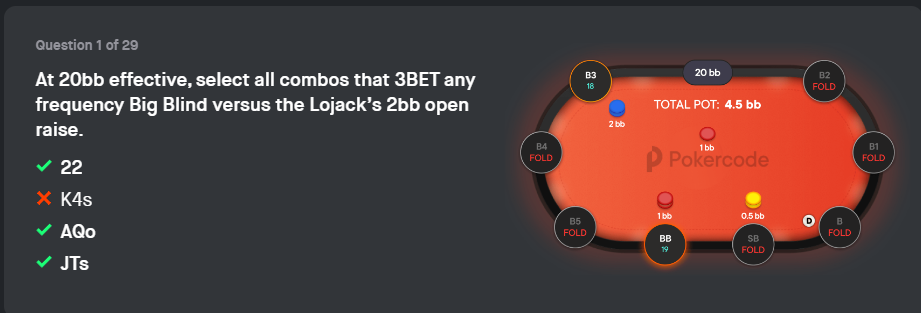 Question 1 of 29
At 20bb effective, select all combos that 3BET any
frequency Big Blind versus the Lojack's 2bb open
raise.
22
K4s
AQo
JTs
20 bb
B3
18
B2
FOLD
TOTAL POT: 4.5 bb
2 bb
1 bb
B4
FOLD
Pokercode
B1
FOLD
1 bb
0.5 bb
B5
FOLD
BB
19
SB
FOLD
D
B
FOLD